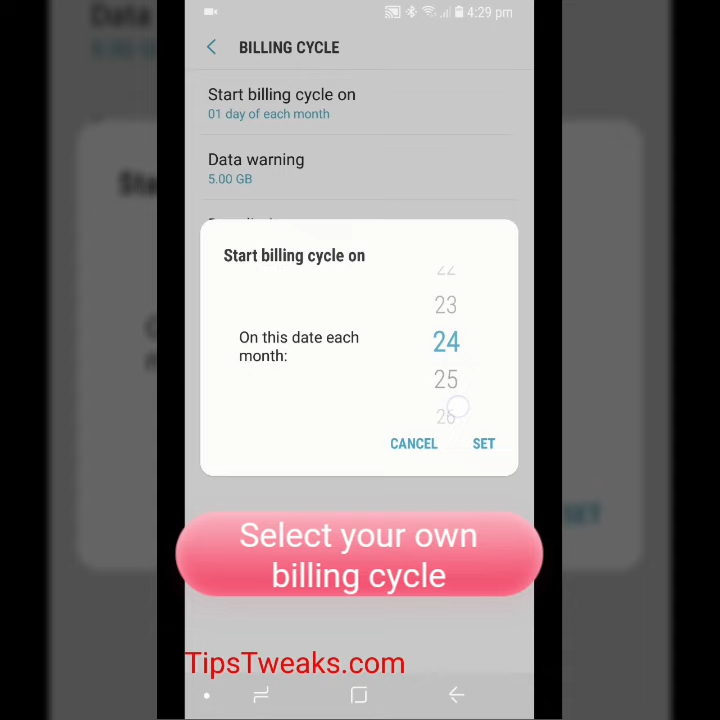 4:29 pm
BILLING CYCLE
Start billing cycle on
01 day of each month
Data warning
5.00 GB
Start billing cycle on
22
23
24
25
26
On this date each
month:
CANCEL SET
SET
Select your own
billing cycle
TipsTweaks.com